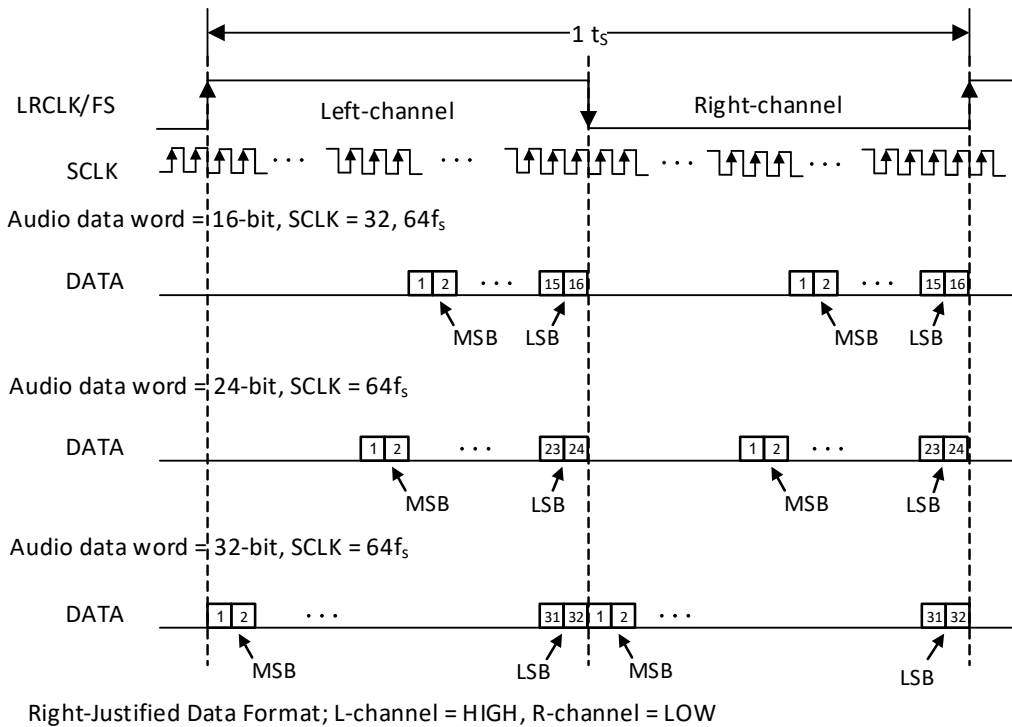 1 tS
LRCLK/FS
Left-channel
Right-channel
SCLK
. . .
. . .
. . .
. . .
Audio data word = 16-bit, SCLK = 32, 64fs
DATA
1 2 . . . 15 16 1 2 . . . 15 16
MSB LSB MSB LSB
Audio data word = 24-bit, SCLK = 64fs
DATA
1 2 . . . 23 24 1 2 . . . 23 24
MSB LSB MSB LSB
Audio data word = 32-bit, SCLK = 64fs
DATA
1 2 . . . 31 32 1 2 . . . 31 32
MSB LSB MSB LSB
Right-Justified Data Format; L-channel = HIGH, R-channel = LOW